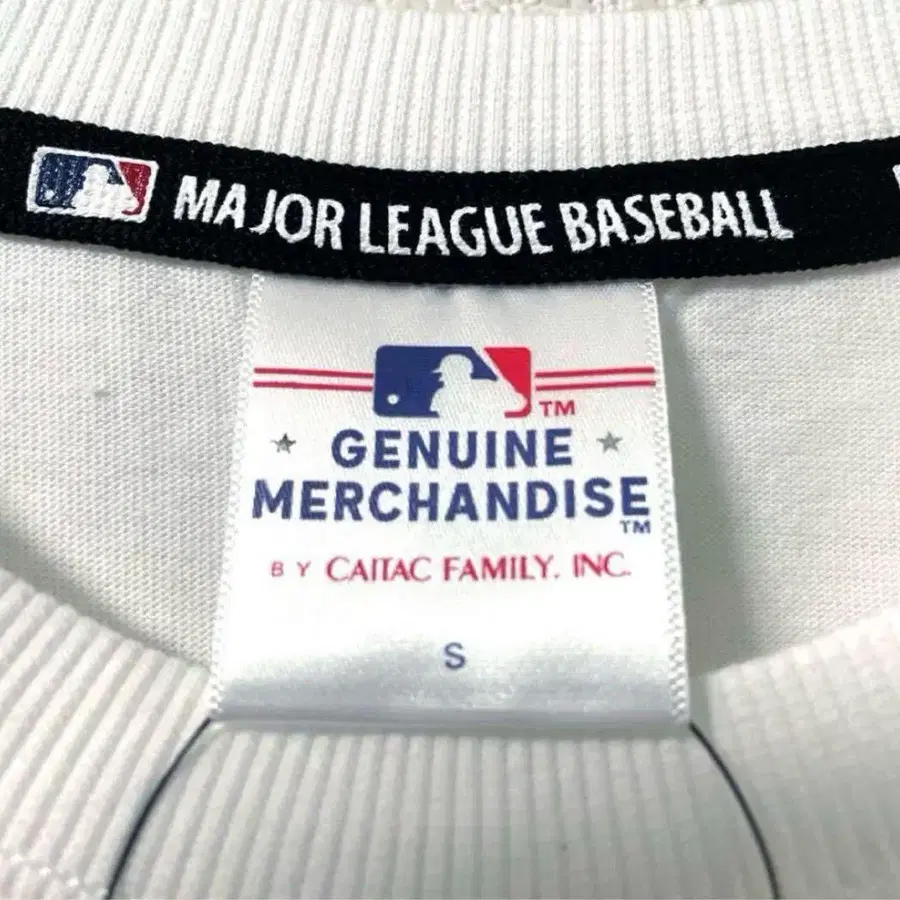 MAJOR LEAGUE BASEBALL
TM
GENUINE
MERCHANDISE
TM
BY CAITAC FAMILY. INC.
S